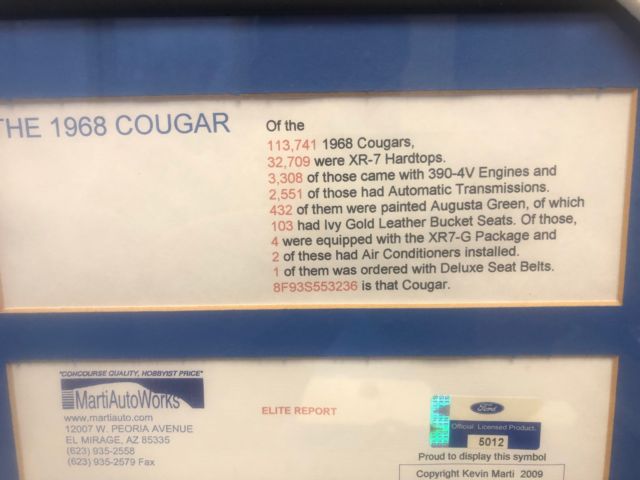 THE 1968 COUGAR
Of the
113,741 1968 Cougars,
32,709 were XR-7 Hardtops.
3,308 of those came with 390-4V Engines and
2,551 of those had Automatic Transmissions.
432 of them were painted Augusta Green, of which
103 had Ivy Gold Leather Bucket Seats. Of those,
4 were equipped with the XR7-G Package and
2 of these had Air Conditioners installed.
1 of them was ordered with Deluxe Seat Belts.
8F93S553236 is that Cougar.
"CONCOURSE QUALITY, HOBBYIST PRICE"
MartiAutoWorks
www.martiauto.com
12007 W. PEORIA AVENUE
EL MIRAGE, AZ 85335
(623) 935-2558
(623) 935-2579 Fax
ELITE REPORT
Ford
Official Licensed Product
5012
Proud to display this symbol
Copyright Kevin Marti 2009